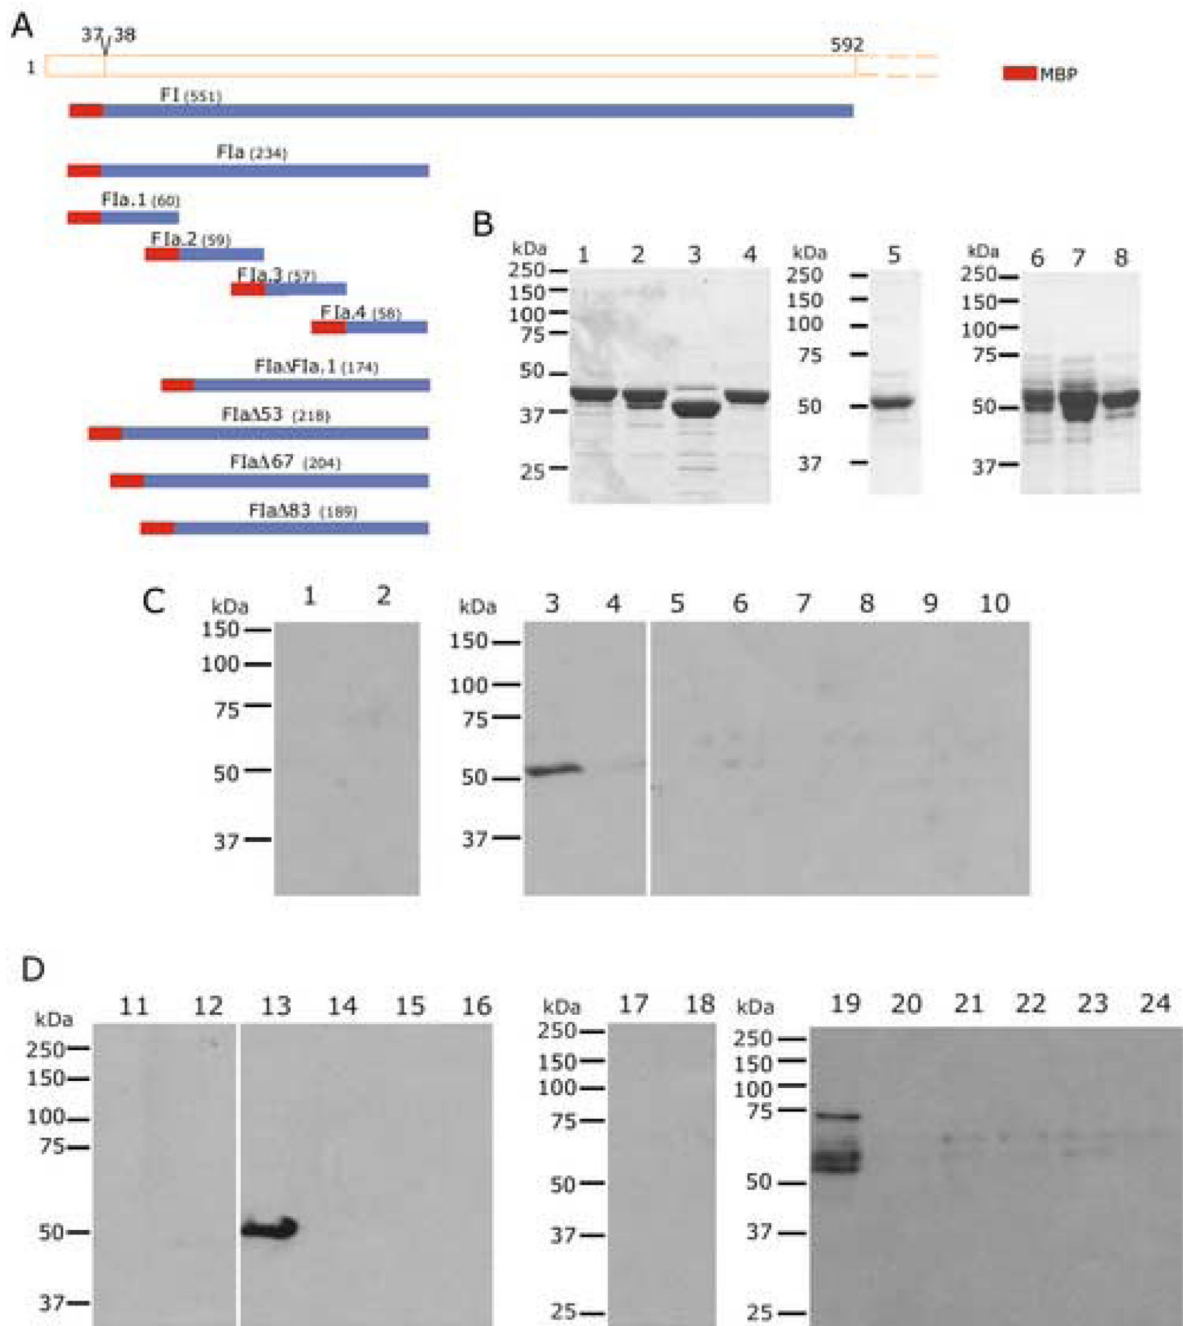 A
37 38
592
1
MBP
FI (551)
FIa (234)
FIa.1 (60)
FIa.2 (59)
FIa.3 (57)
FIa.4 (58)
FIaΔFIa.1 (174)
FIaΔ53 (218)
FIaΔ67 (204)
FIaΔ83 (189)
B
kDa 1 2 3 4
250
150
100
75
50
37
25
kDa 5
250
150
100
75
50
37
kDa 6 7 8
250
150
100
75
50
37
C
kDa 1 2
150
100
75
50
37
kDa 3 4 5 6 7 8 9 10
150
100
75
50
37
D
kDa 11 12 13 14 15 16
250
150
100
75
50
37
kDa 17 18
250
150
100
75
50
37
25
kDa 19 20 21 22 23 24
250
150
100
75
50
37
25